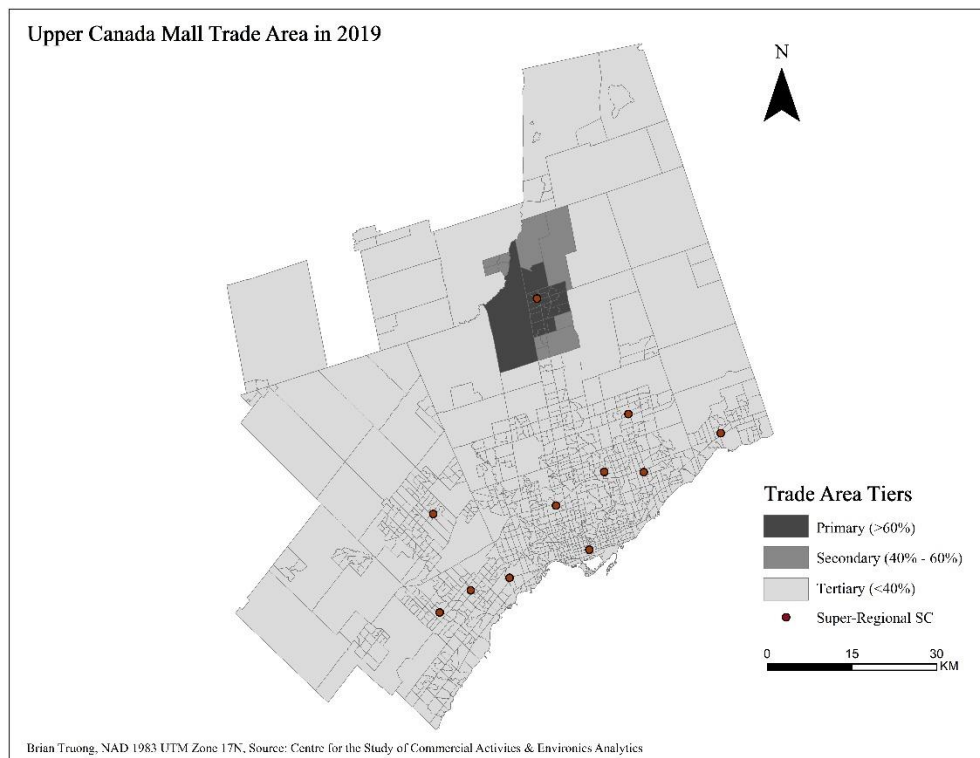 Upper Canada Mall Trade Area in 2019
N
Trade Area Tiers
Primary (>60%)
Secondary (40% - 60%)
Tertiary (<40%)
Super-Regional SC
0 15 30
KM
Brian Truong, NAD 1983 UTM Zone 17N, Source: Centre for the Study of Commercial Activites & Environics Analytics